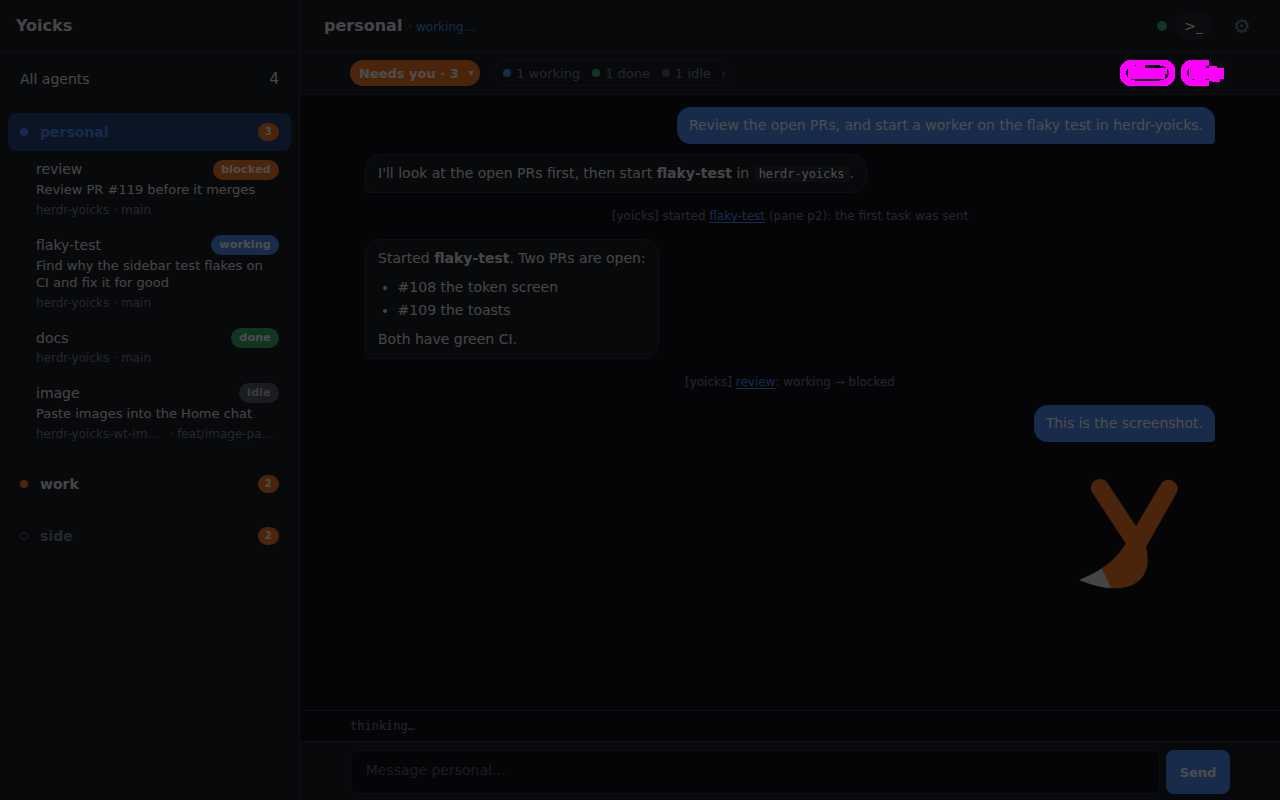 Yoicks
personal · working...
>_
All agents 4
Needs you · 3 ▾
1 working 1 done 1 idle ›
personal 3
review blocked
Review PR #119 before it merges
herdr-yoicks · main
flaky-test working
Find why the sidebar test flakes on
CI and fix it for good
herdr-yoicks · main
docs done
herdr-yoicks · main
image idle
Paste images into the Home chat
herdr-yoicks-wt-im… · feat/image-pa…
work 2
side 2
Review the open PRs, and start a worker on the flaky test in herdr-yoicks.
I'll look at the open PRs first, then start flaky-test in herdr-yoicks.
[yoicks] started flaky-test (pane p2): the first task was sent
Started flaky-test. Two PRs are open:
• #108 the token screen
• #109 the toasts
Both have green CI.
[yoicks] review: working → blocked
This is the screenshot.
thinking…
Message personal...
Send